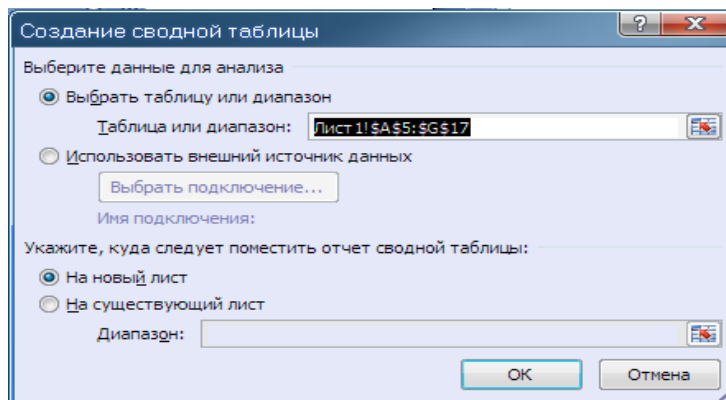 Создание сводной таблицы
?
Выберите данные для анализа
Выбрать таблицу или диапазон
Таблица или диапазон: Лист1!$A$5:$G$17
Использовать внешний источник данных
Выбрать подключение...
Имя подключения:
Укажите, куда следует поместить отчет сводной таблицы:
На новый лист
На существующий лист
Диапазон:
ОК Отмена